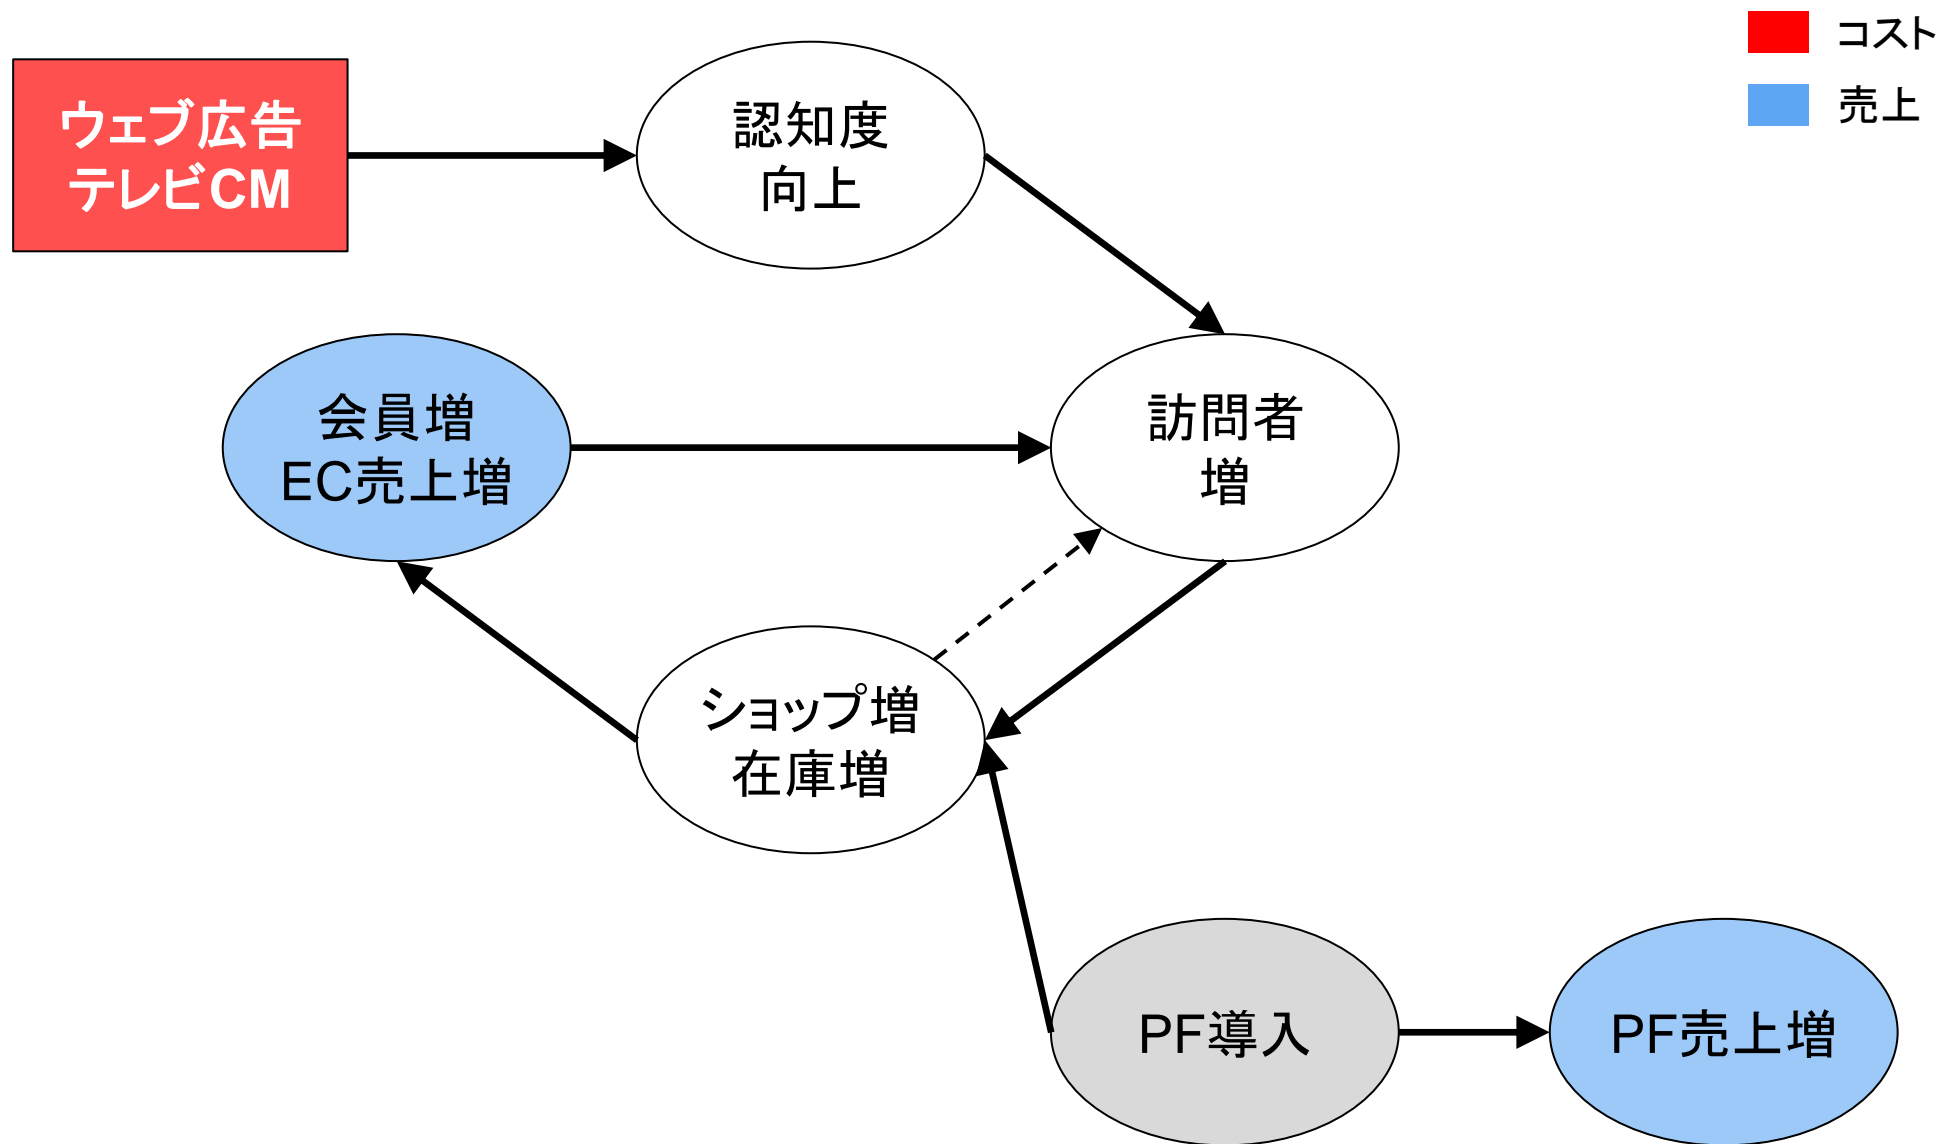 コスト
売上
ウェブ広告
テレビCM
認知度
向上
会員増
EC売上増
訪問者
増
ショップ増
在庫増
PF導入
PF売上増